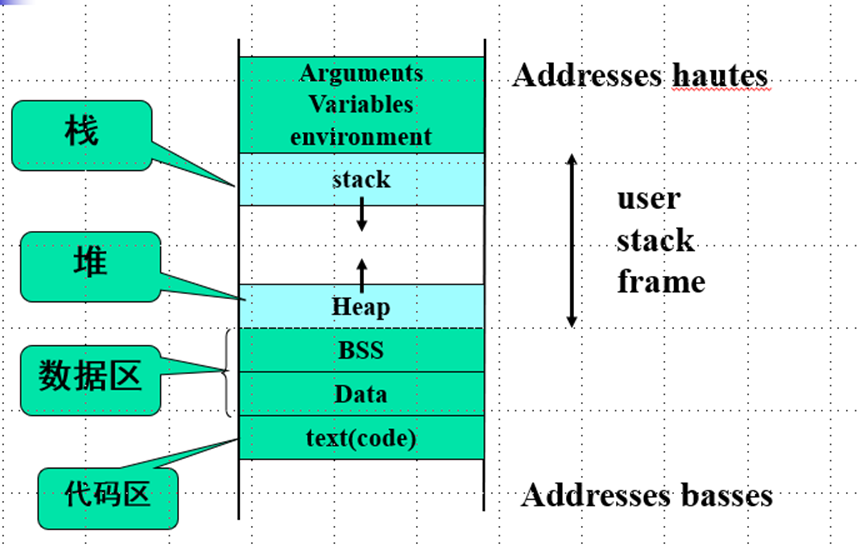 Arguments
Variables
environment
Addresses hautes
栈
stack
user
stack
frame
堆
Heap
BSS
数据区
Data
text(code)
代码区
Addresses basses